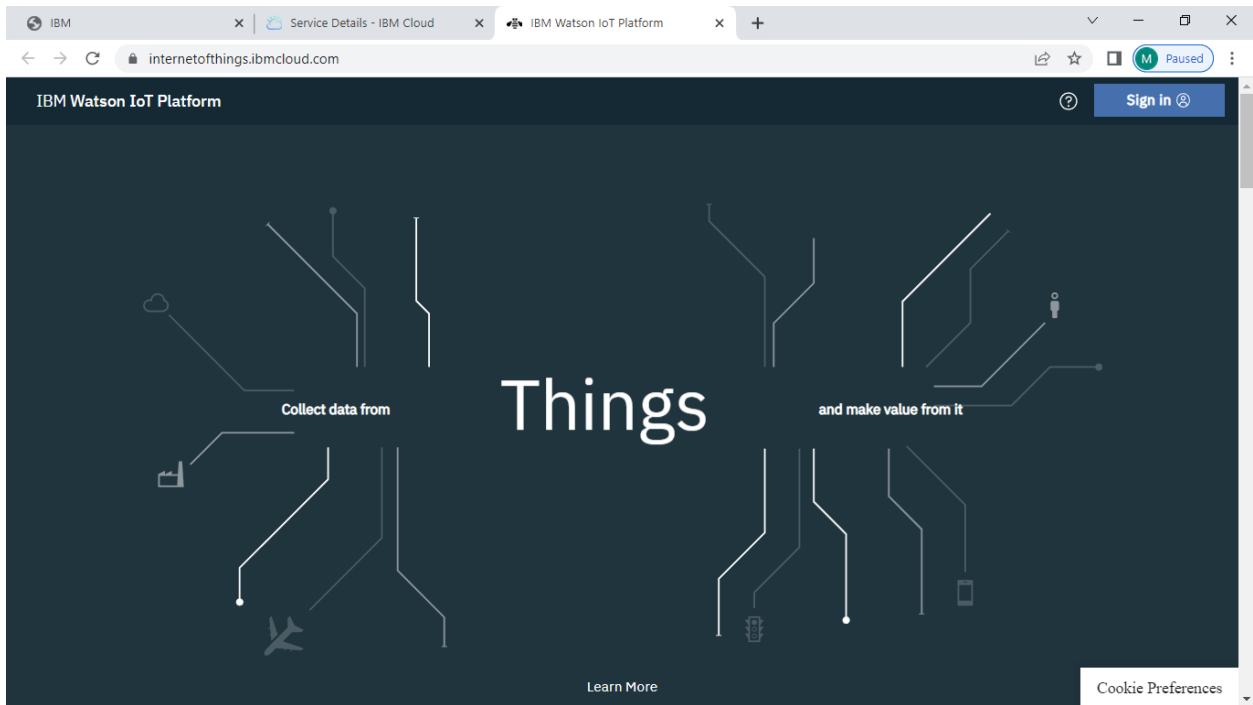 IBM
Service Details - IBM Cloud
IBM Watson IoT Platform
internetofthings.ibmcloud.com
M Paused
IBM Watson IoT Platform
Sign in
Collect data from
Things
and make value from it
Learn More
Cookie Preferences